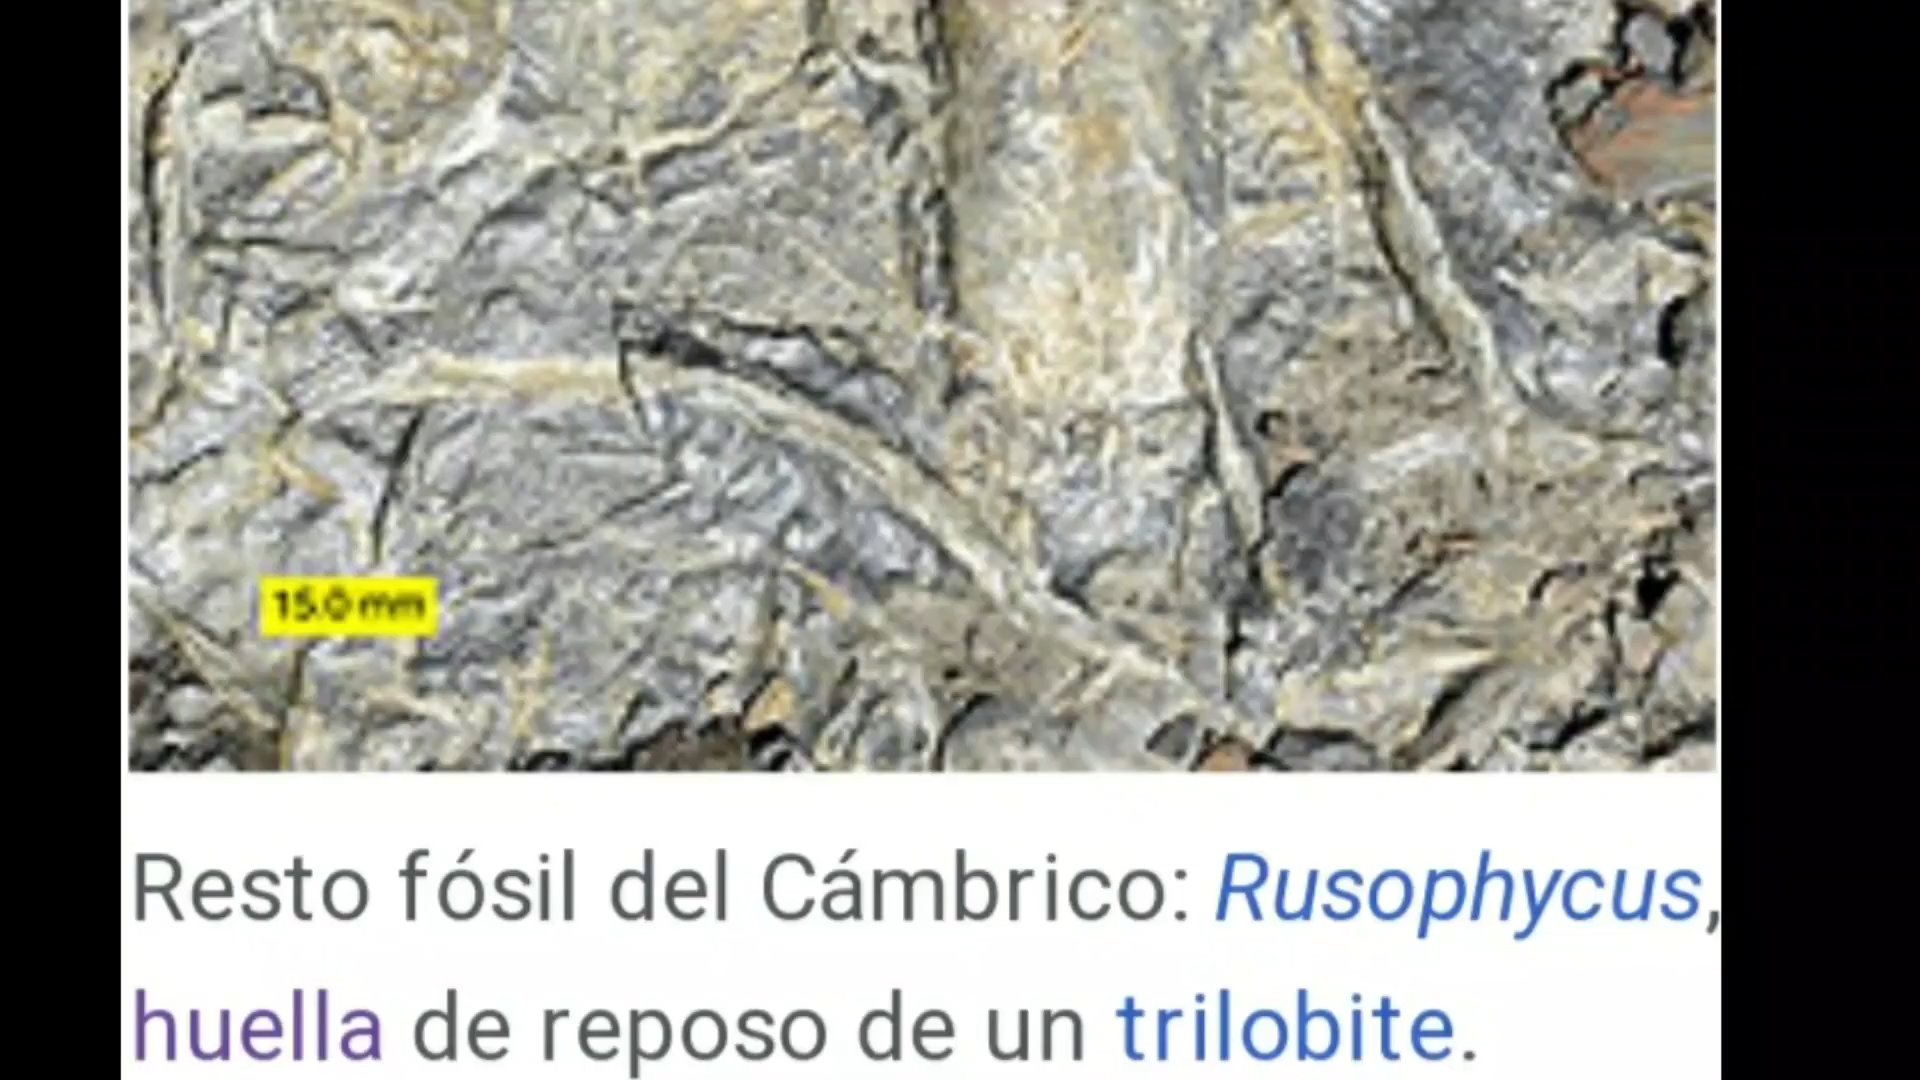 15.0 mm
Resto fósil del Cámbrico: Rusophycus,
huella de reposo de un trilobite.